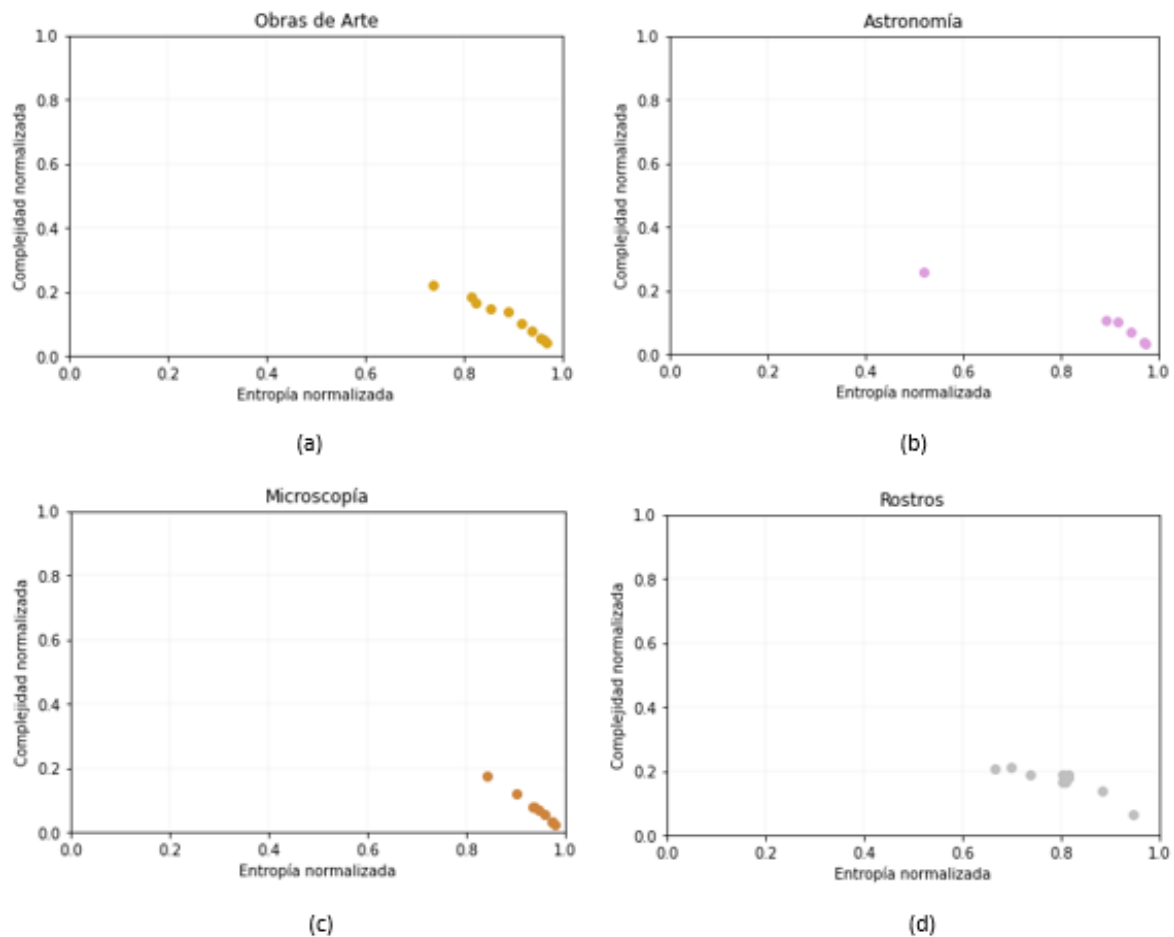 Obras de Arte
Complejidad normalizada
1.0
0.8
0.6
0.4
0.2
0.0
0.0 0.2 0.4 0.6 0.8 1.0
Entropía normalizada
(a)
Astronomía
Complejidad normalizada
1.0
0.8
0.6
0.4
0.2
0.0
0.0 0.2 0.4 0.6 0.8 1.0
Entropía normalizada
(b)
Microscopía
Complejidad normalizada
1.0
0.8
0.6
0.4
0.2
0.0
0.0 0.2 0.4 0.6 0.8 1.0
Entropía normalizada
(c)
Rostros
Complejidad normalizada
1.0
0.8
0.6
0.4
0.2
0.0
0.0 0.2 0.4 0.6 0.8 1.0
Entropía normalizada
(d)